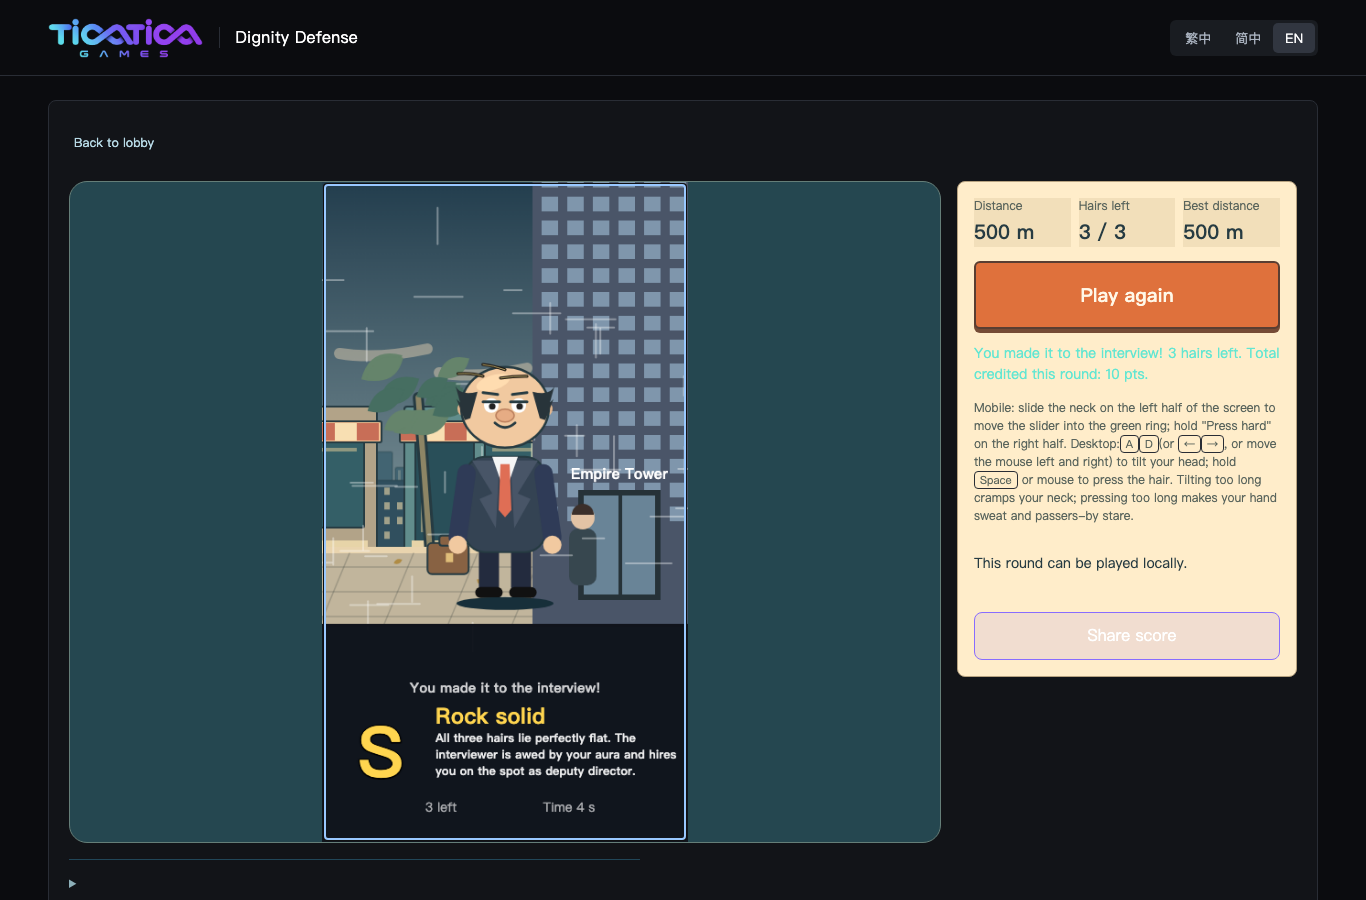 TICATICA
GAMES
Dignity Defense
繁中
简中
EN
Back to lobby
Empire Tower
You made it to the interview!
Rock solid
S
All three hairs lie perfectly flat. The
interviewer is awed by your aura and hires
you on the spot as deputy director.
3 left
Time 4 s
Distance
500 m
Hairs left
3 / 3
Best distance
500 m
Play again
You made it to the interview! 3 hairs left. Total
credited this round: 10 pts.
Mobile: slide the neck on the left half of the screen to
move the slider into the green ring; hold "Press hard"
on the right half. Desktop: A D (or ← →, or move
the mouse left and right) to tilt your head; hold
Space or mouse to press the hair. Tilting too long
cramps your neck; pressing too long makes your hand
sweat and passers-by stare.
This round can be played locally.
Share score